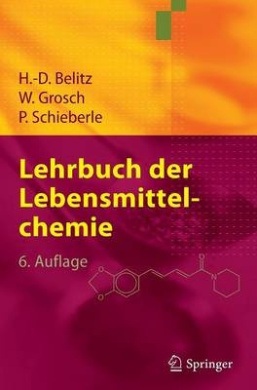 H.-D. Belitz
W. Grosch
P. Schieberle
Lehrbuch der
Lebensmittel-
chemie
6. Auflage
O
O
O
N
Springer